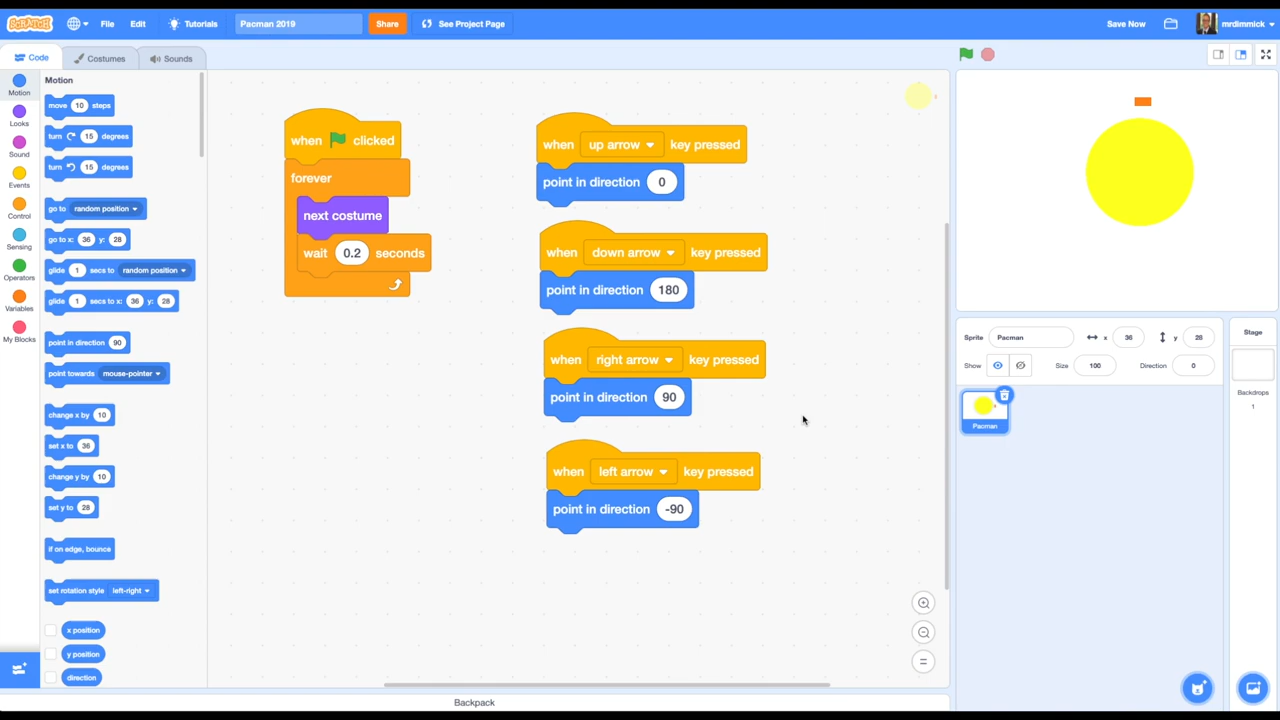 SCRATCH File Edit Tutorials Pacman 2019 Share See Project Page Save Now mrdimmick
Code Costumes Sounds
Motion
Looks
Sound
Events
Control
Sensing
Operators
Variables
My Blocks
Motion
move 10 steps
turn 15 degrees
turn 15 degrees
go to random position
go to x: 36 y: 28
glide 1 secs to random position
glide 1 secs to x: 36 y: 28
point in direction 90
point towards mouse-pointer
change x by 10
set x to 36
change y by 10
set y to 28
if on edge, bounce
set rotation style left-right
x position
y position
direction
when clicked
forever
next costume
wait 0.2 seconds
when up arrow key pressed
point in direction 0
when down arrow key pressed
point in direction 180
when right arrow key pressed
point in direction 90
when left arrow key pressed
point in direction -90
Sprite Pacman x 36 y 28
Show Size 100 Direction 0
Pacman
Stage
Backdrops
1
Backpack